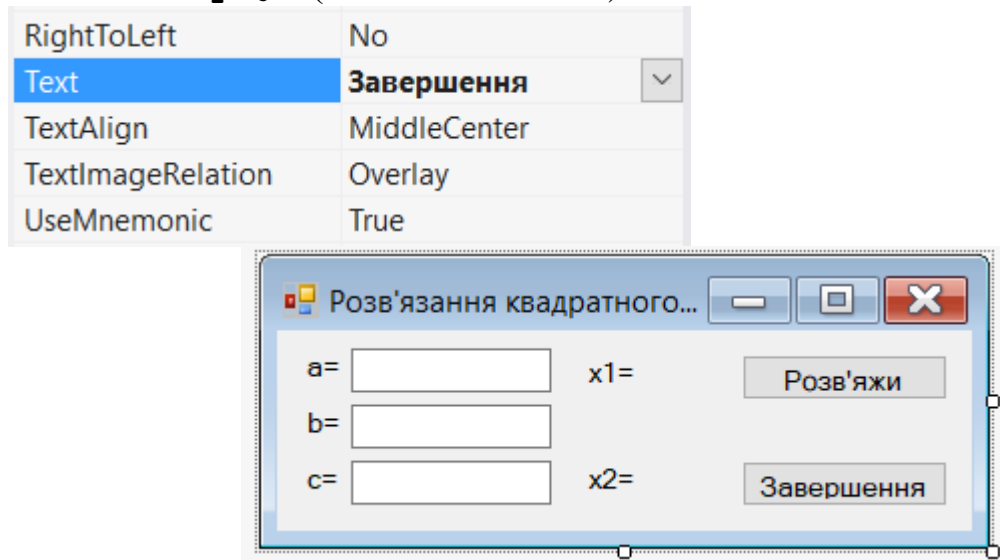 RightToLeft No
Text Завершення
TextAlign MiddleCenter
TextImageRelation Overlay
UseMnemonic True
Розв'язання квадратного...
a= x1= Розв'яжи
b=
c= x2= Завершення